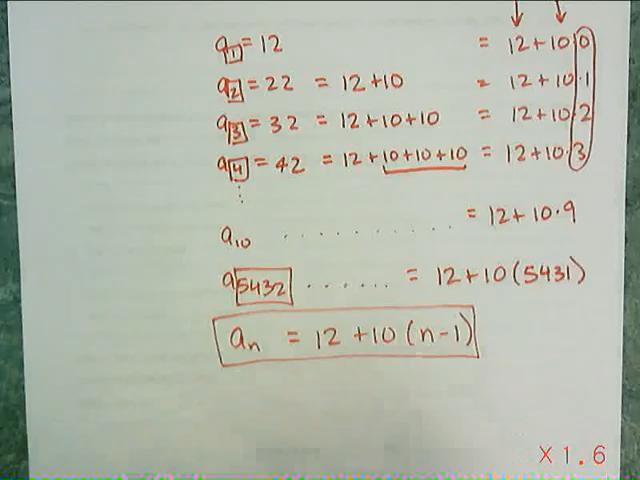 a1 = 12 = 12+10·0
a2 = 22 = 12+10 = 12+10·1
a3 = 32 = 12+10+10 = 12+10·2
a4 = 42 = 12+10+10+10 = 12+10·3
⋮
a10 .......... = 12+10·9
a5432 ...... = 12+10(5431)
an = 12+10(n-1)
×1.6